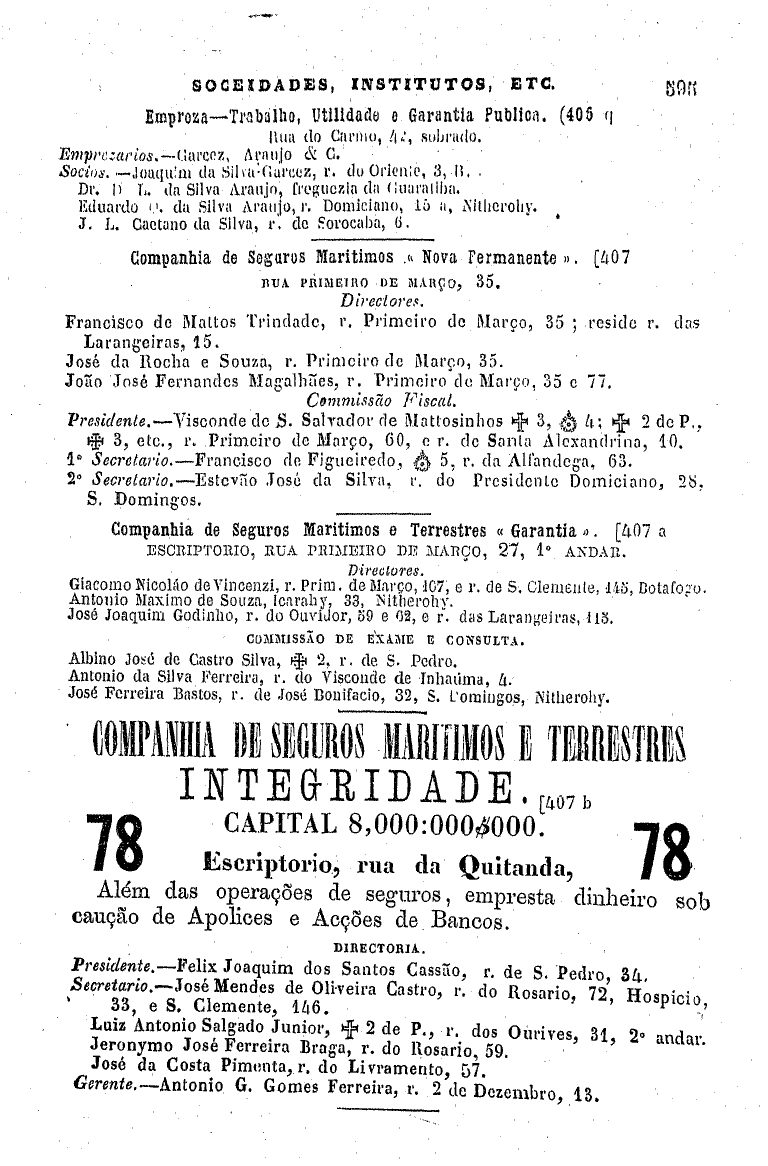 SOCEIDADES, INSTITUTOS, ETC. 595
Empreza—Trabalho, Utilidade e Garantia Publica. (405
Rua do Carmo, 42, sobrado.
Emprezarios.—Garcez, Araujo & C.
Socios.—Joaquim da Silva Garcez, r. do Oriente, 3, B.
Dr. D L. da Silva Araujo, freguezia da Guaratiba.
Eduardo da Silva Araujo, r. Domiciano, 15 a, Nitherohy.
J. L. Caetano da Silva, r. de Sorocaba, 6.
Companhia de Seguros Maritimos « Nova Permanente ». [407
RUA PRIMEIRO DE MARÇO, 35.
Directores.
Francisco de Mattos Trindade, r. Primeiro de Março, 35 ; reside r. das
Larangeiras, 15.
José da Rocha e Souza, r. Primeiro de Março, 35.
João José Fernandes Magalhães, r. Primeiro de Março, 35 e 77.
Commissão Fiscal.
Presidente.—Visconde de S. Salvador de Mattosinhos ✠ 3, 4; ✠ 2 de P.,
✠ 3, etc., r. Primeiro de Março, 60, e r. de Santa Alexandrina, 10.
1º Secretario.—Francisco de Figueiredo, 5, r. da Alfandega, 63.
2º Secretario.—Estevão José da Silva, r. do Presidente Domiciano, 28,
S. Domingos.
Companhia de Seguros Maritimos e Terrestres « Garantia ». [407 a
ESCRIPTORIO, RUA PRIMEIRO DE MARÇO, 27, 1º ANDAR.
Directores.
Giacomo Nicoláo de Vincenzi, r. Prim. de Março, 107, e r. de S. Clemente, 145, Botafogo.
Antonio Maximo de Souza, Icarahy, 33, Nitherohy.
José Joaquim Godinho, r. do Ouvidor, 59 e 62, e r. das Larangeiras, 113.
COMMISSÃO DE EXAME E CONSULTA.
Albino José de Castro Silva, ✠ 2, r. de S. Pedro.
Antonio da Silva Ferreira, r. do Visconde de Inhaúma, 4.
José Ferreira Bastos, r. de José Bonifacio, 32, S. Domingos, Nitherohy.
COMPANHIA DE SEGUROS MARITIMOS E TERRESTRES
INTEGRIDADE. [407 b
CAPITAL 8,000:000$000.
78 Escriptorio, rua da Quitanda, 78
Além das operações de seguros, empresta dinheiro sob
caução de Apolices e Acções de Bancos.
DIRECTORIA.
Presidente.—Felix Joaquim dos Santos Cassão, r. de S. Pedro, 34.
Secretario.—José Mendes de Oliveira Castro, r. do Rosario, 72, Hospicio,
33, e S. Clemente, 146.
Luiz Antonio Salgado Junior, ✠ 2 de P., r. dos Ourives, 31, 2º andar.
Jeronymo José Ferreira Braga, r. do Rosario, 59.
José da Costa Pimenta, r. do Livramento, 57.
Gerente.—Antonio G. Gomes Ferreira, r. 2 de Dezembro, 13.